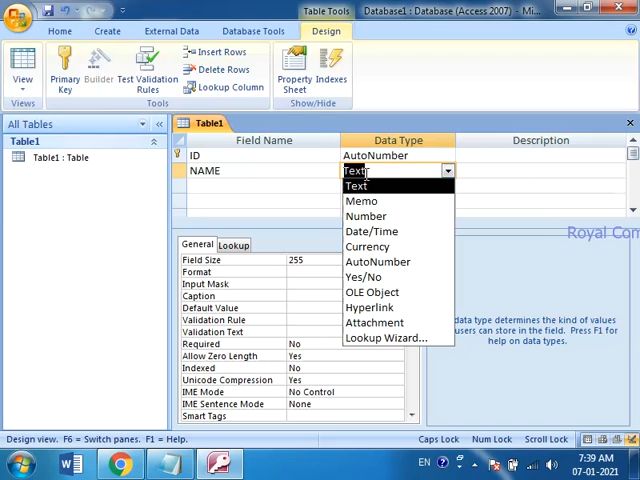 Table Tools
Database1 : Database (Access 2007) - Mi...
Home
Create
External Data
Database Tools
Design
View
Primary Key
Builder
Test Validation Rules
Insert Rows
Delete Rows
Lookup Column
Property Sheet
Indexes
Views
Tools
Show/Hide
All Tables
Table1
Table1 : Table
Table1
Field Name
Data Type
Description
ID
AutoNumber
NAME
Text
Text
Memo
Number
Date/Time
Currency
AutoNumber
Yes/No
OLE Object
Hyperlink
Attachment
Lookup Wizard...
Royal Com
General
Lookup
Field Size
255
Format
Input Mask
Caption
Default Value
Validation Rule
Validation Text
Required
No
Allow Zero Length
Yes
Indexed
No
Unicode Compression
Yes
IME Mode
No Control
IME Sentence Mode
None
Smart Tags
data type determines the kind of values
users can store in the field. Press F1 for
help on data types.
Design view. F6 = Switch panes. F1 = Help.
Caps Lock
Num Lock
Scroll Lock
EN
7:39 AM
07-01-2021